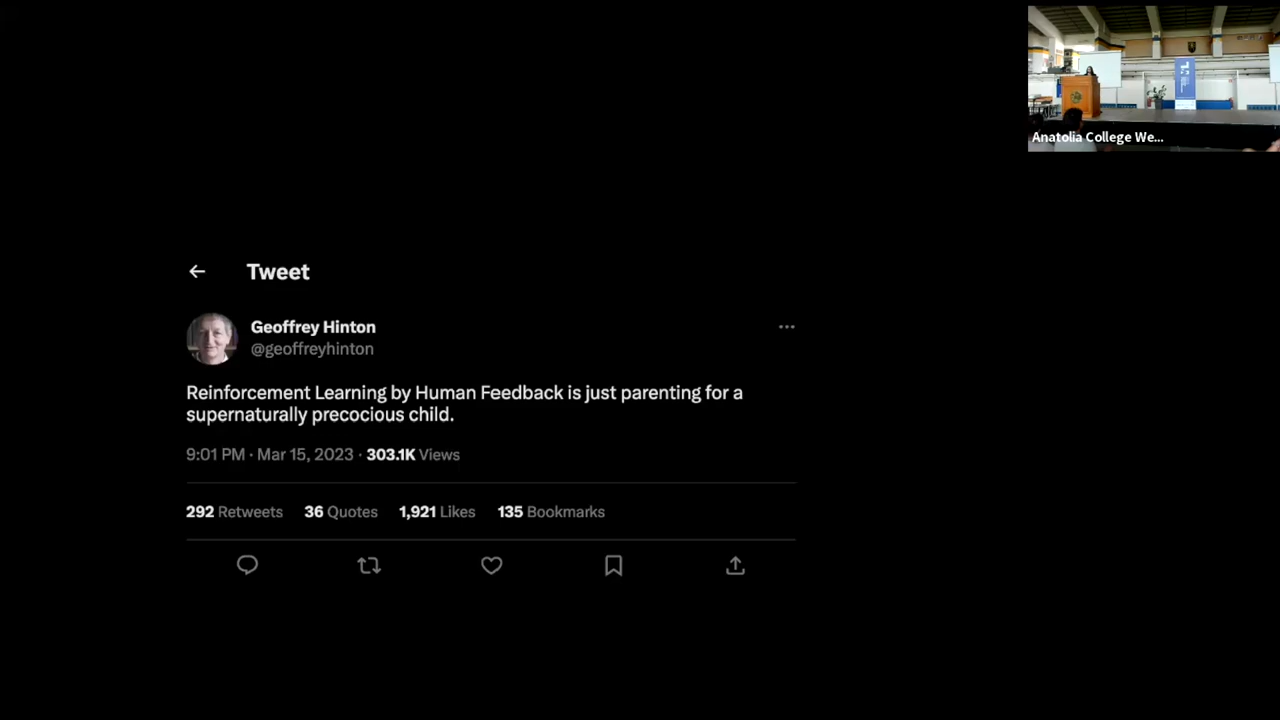 Anatolia College We...
Tweet
Geoffrey Hinton
@geoffreyhinton
Reinforcement Learning by Human Feedback is just parenting for a
supernaturally precocious child.
9:01 PM · Mar 15, 2023 · 303.1K Views
292 Retweets 36 Quotes 1,921 Likes 135 Bookmarks